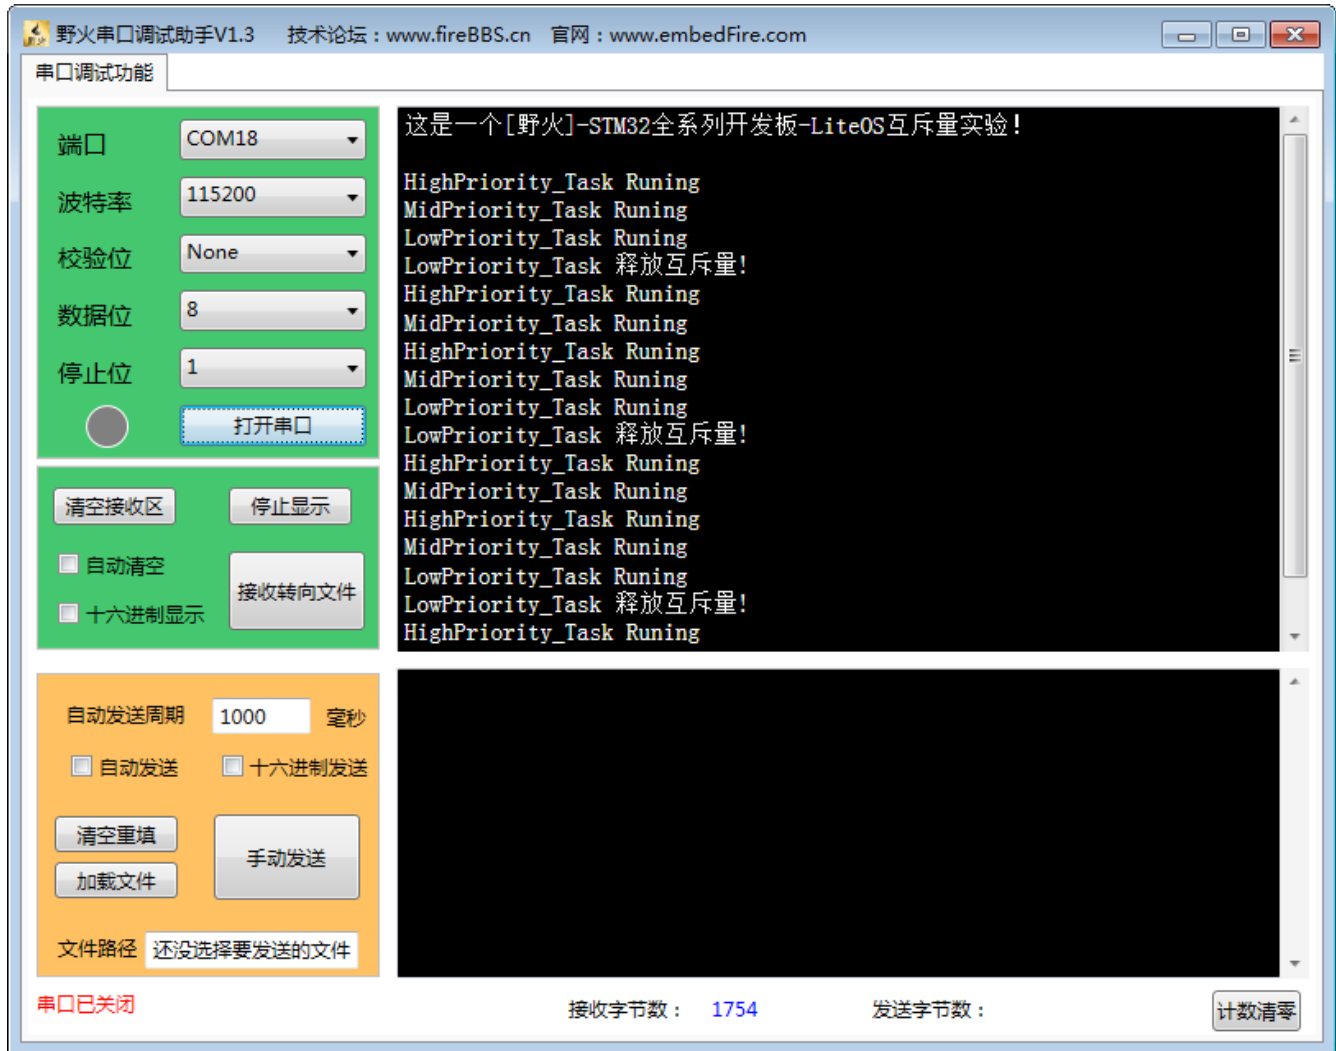 野火串口调试助手V1.3 技术论坛：www.fireBBS.cn 官网：www.embedFire.com
串口调试功能
端口 COM18
波特率 115200
校验位 None
数据位 8
停止位 1
打开串口
清空接收区 停止显示
自动清空
接收转向文件
十六进制显示
这是一个[野火]-STM32全系列开发板-LiteOS互斥量实验!
HighPriority_Task Runing
MidPriority_Task Runing
LowPriority_Task Runing
LowPriority_Task 释放互斥量!
HighPriority_Task Runing
MidPriority_Task Runing
HighPriority_Task Runing
MidPriority_Task Runing
LowPriority_Task Runing
LowPriority_Task 释放互斥量!
HighPriority_Task Runing
MidPriority_Task Runing
HighPriority_Task Runing
MidPriority_Task Runing
LowPriority_Task Runing
LowPriority_Task 释放互斥量!
HighPriority_Task Runing
自动发送周期 1000 毫秒
自动发送 十六进制发送
清空重填
手动发送
加载文件
文件路径 还没选择要发送的文件
串口已关闭 接收字节数： 1754 发送字节数： 计数清零